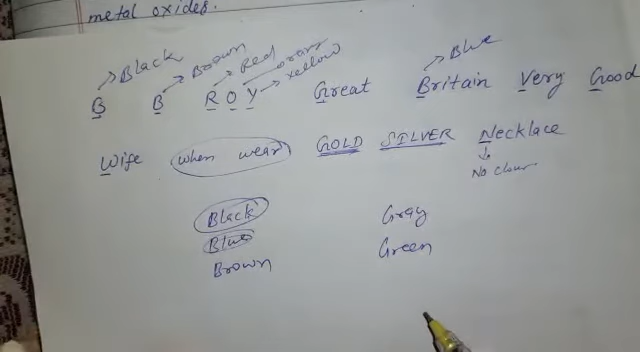 metal oxides.
Black Brown Red orange Yellow Blue
B B R O Y Great Britain Very Good
Wife when wear GOLD SILVER Necklace
No
Black Gray
Blue Green
Brown